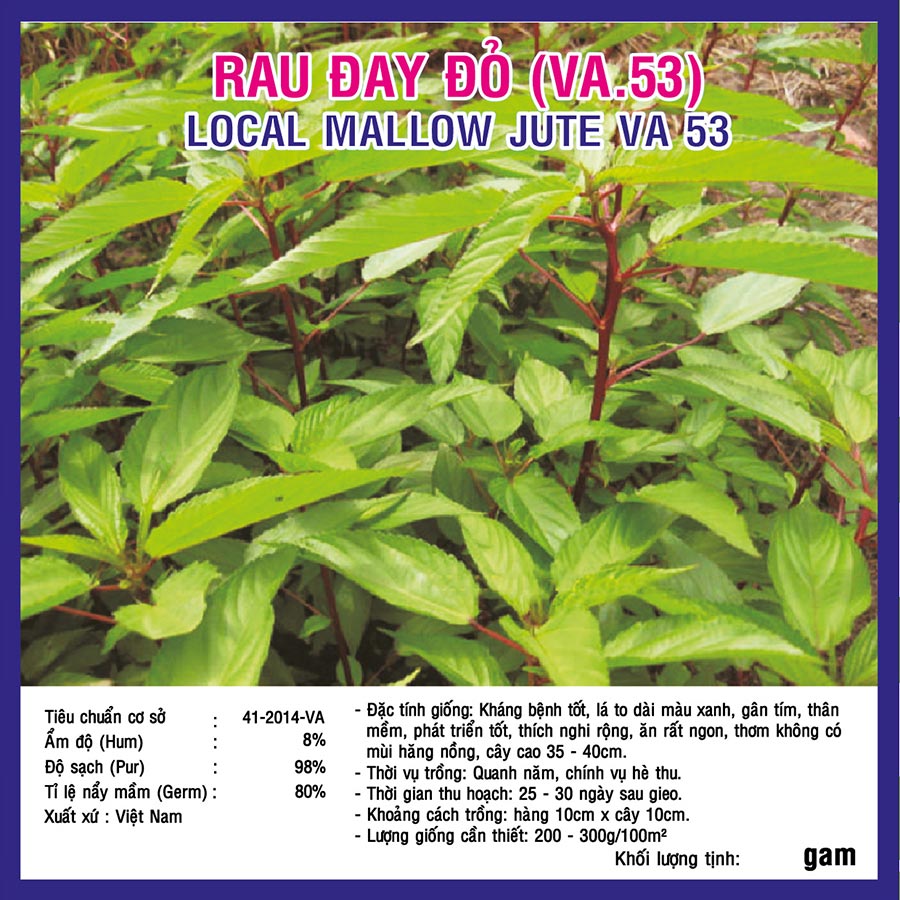 RAU ĐAY ĐỎ (VA.53)
LOCAL MALLOW JUTE VA 53
Tiêu chuẩn cơ sở : 41-2014-VA
Ẩm độ (Hum) : 8%
Độ sạch (Pur) : 98%
Tỉ lệ nẩy mầm (Germ) : 80%
Xuất xứ : Việt Nam
- Đặc tính giống: Kháng bệnh tốt, lá to dài màu xanh, gân tím, thân
mềm, phát triển tốt, thích nghi rộng, ăn rất ngon, thơm không có
mùi hăng nồng, cây cao 35 - 40cm.
- Thời vụ trồng: Quanh năm, chính vụ hè thu.
- Thời gian thu hoạch: 25 - 30 ngày sau gieo.
- Khoảng cách trồng: hàng 10cm x cây 10cm.
- Lượng giống cần thiết: 200 - 300g/100m²
Khối lượng tịnh: gam